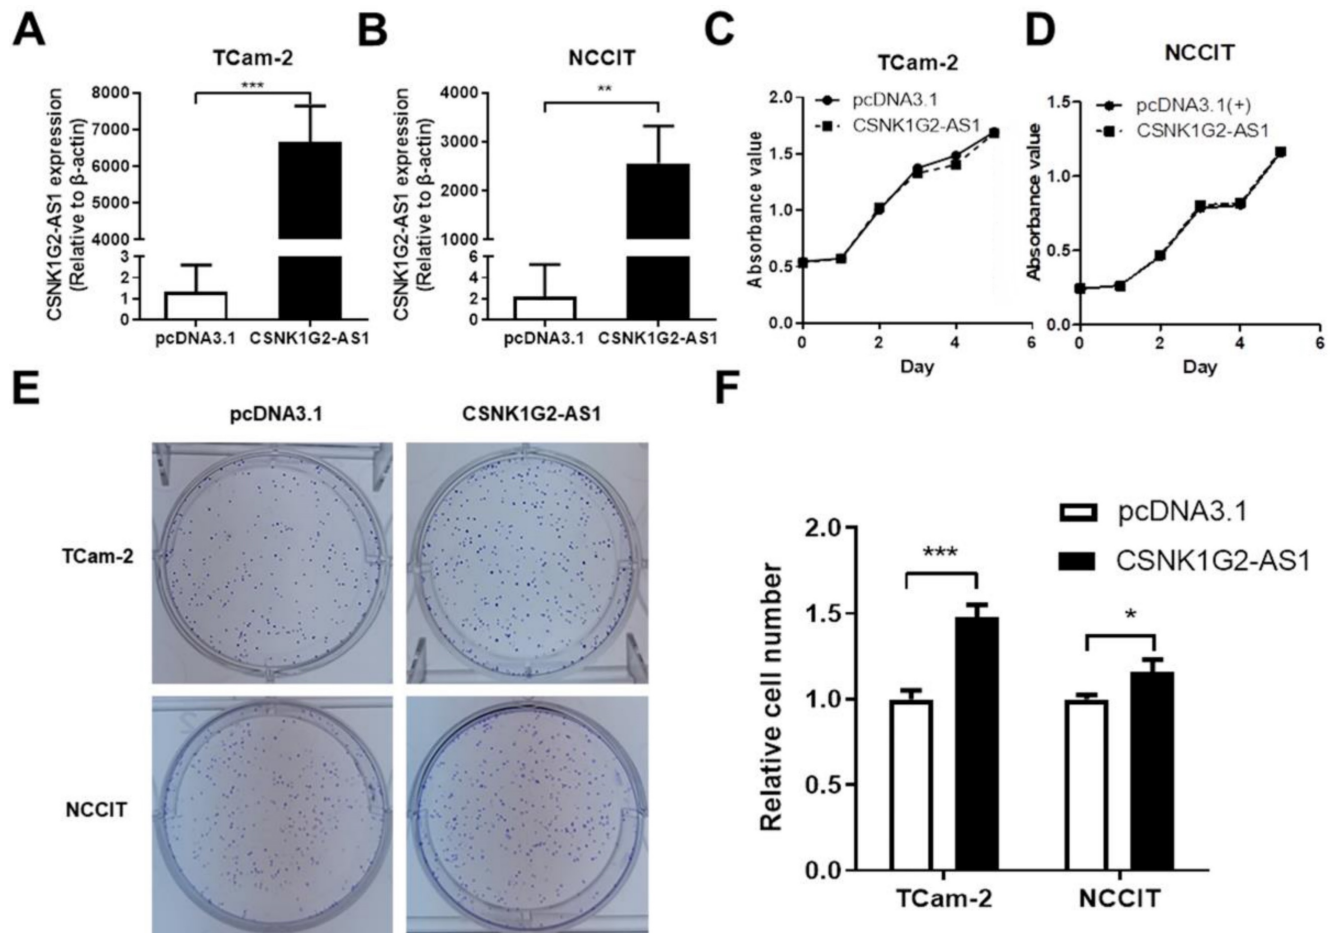 A
TCam-2
CSNK1G2-AS1 expression
(Relative to β-actin)
8000
7000
6000
5000
4000
3
2
1
0
***
pcDNA3.1
CSNK1G2-AS1
B
NCCIT
CSNK1G2-AS1 expression
(Relative to β-actin)
4000
3000
2000
1000
6
4
2
0
**
pcDNA3.1
CSNK1G2-AS1
C
TCam-2
Absorbance value
2.0
1.5
1.0
0.5
0.0
pcDNA3.1
CSNK1G2-AS1
0 2 4 6
Day
D
NCCIT
Absorbance value
1.5
1.0
0.5
0.0
pcDNA3.1(+)
CSNK1G2-AS1
0 2 4 6
Day
E
pcDNA3.1
CSNK1G2-AS1
TCam-2
NCCIT
F
Relative cell number
2.0
1.5
1.0
0.5
0.0
pcDNA3.1
CSNK1G2-AS1
***
*
TCam-2
NCCIT